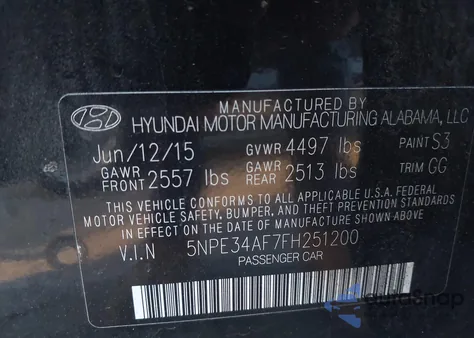 MANUFACTURED BY
HYUNDAI MOTOR MANUFACTURING ALABAMA, LLC
Jun/12/15 GVWR 4497 lbs PAINT S3
GAWR FRONT 2557 lbs GAWR REAR 2513 lbs TRIM GG
THIS VEHICLE CONFORMS TO ALL APPLICABLE U.S.A. FEDERAL
MOTOR VEHICLE SAFETY, BUMPER, AND THEFT PREVENTION STANDARDS
IN EFFECT ON THE DATE OF MANUFACTURE SHOWN ABOVE.
V.I.N 5NPE34AF7FH251200
PASSENGER CAR
autosnap